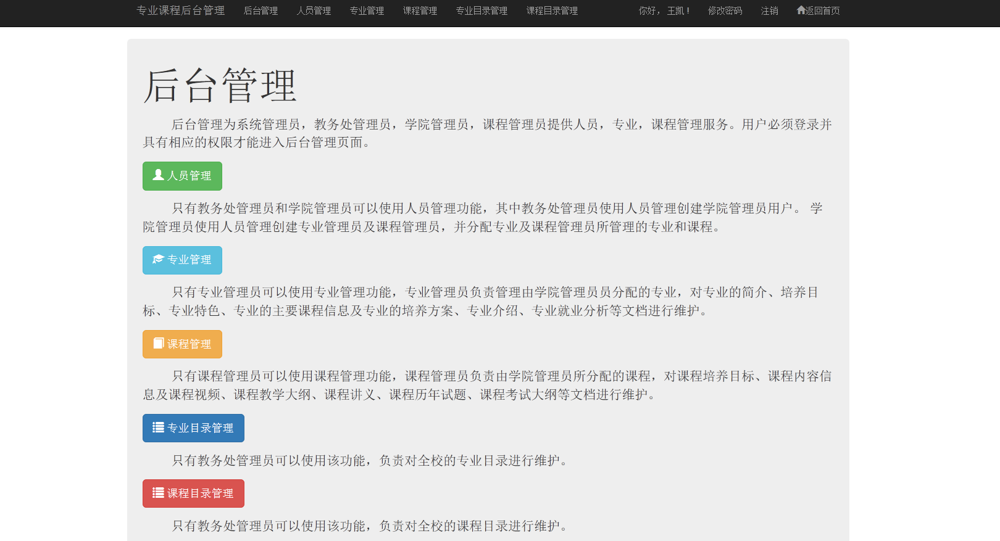 专业课程后台管理 后台管理 人员管理 专业管理 课程管理 专业目录管理 课程目录管理 你好， 王凯！ 修改密码 注销 返回首页
后台管理
后台管理为系统管理员，教务处管理员，学院管理员，课程管理员提供人员，专业，课程管理服务。用户必须登录并
具有相应的权限才能进入后台管理页面。
人员管理
只有教务处管理员和学院管理员可以使用人员管理功能，其中教务处管理员使用人员管理创建学院管理员用户。 学
院管理员使用人员管理创建专业管理员及课程管理员，并分配专业及课程管理员所管理的专业和课程。
专业管理
只有专业管理员可以使用专业管理功能，专业管理员负责管理由学院管理员员分配的专业，对专业的简介、培养目
标、专业特色、专业的主要课程信息及专业的培养方案、专业介绍、专业就业分析等文档进行维护。
课程管理
只有课程管理员可以使用课程管理功能，课程管理员负责由学院管理员所分配的课程，对课程培养目标、课程内容信
息及课程视频、课程教学大纲、课程讲义、课程历年试题、课程考试大纲等文档进行维护。
专业目录管理
只有教务处管理员可以使用该功能，负责对全校的专业目录进行维护。
课程目录管理
只有教务处管理员可以使用该功能，负责对全校的课程目录进行维护。